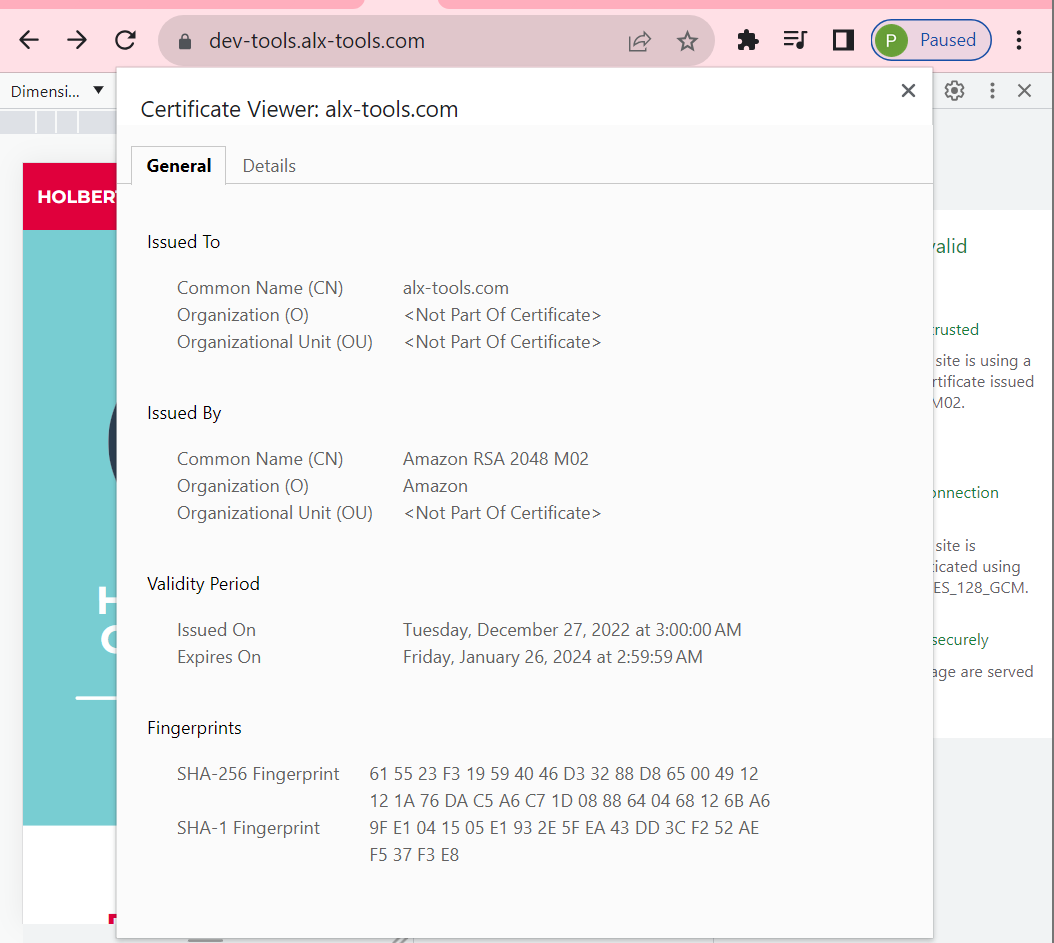 dev-tools.alx-tools.com
P Paused
Dimensi...
Certificate Viewer: alx-tools.com
General Details
HOLBERT
Issued To
Common Name (CN) alx-tools.com
Organization (O) <Not Part Of Certificate>
Organizational Unit (OU) <Not Part Of Certificate>
Issued By
Common Name (CN) Amazon RSA 2048 M02
Organization (O) Amazon
Organizational Unit (OU) <Not Part Of Certificate>
Validity Period
Issued On Tuesday, December 27, 2022 at 3:00:00 AM
Expires On Friday, January 26, 2024 at 2:59:59 AM
Fingerprints
SHA-256 Fingerprint 61 55 23 F3 19 59 40 46 D3 32 88 D8 65 00 49 12
12 1A 76 DA C5 A6 C7 1D 08 88 64 04 68 12 6B A6
SHA-1 Fingerprint 9F E1 04 15 05 E1 93 2E 5F EA 43 DD 3C F2 52 AE
F5 37 F3 E8
valid
trusted
site is using a
rtificate issued
M02.
onnection
site is
ticated using
ES_128_GCM.
securely
age are served